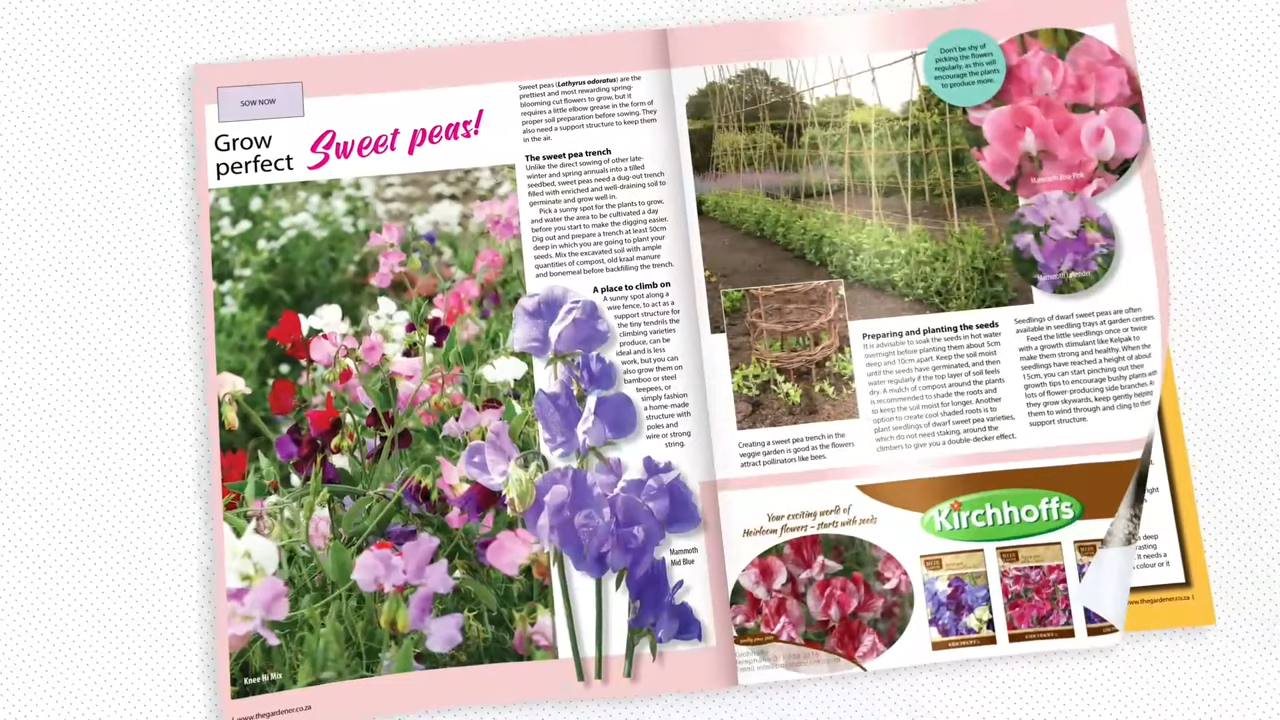 SOW NOW
Grow
perfect
Sweet peas!
Sweet peas (Lathyrus odoratus) are the
prettiest and most rewarding spring-
blooming cut flowers to grow, but it
requires a little elbow grease in the form of
proper soil preparation before sowing. They
also need a support structure to keep them
in the air.
The sweet pea trench
Unlike the direct sowing of other late-
winter and spring annuals into a tilled
seedbed, sweet peas need a dug-out trench
filled with enriched and well-draining soil to
germinate and grow well in.
Pick a sunny spot for the plants to grow,
and water the area to be cultivated a day
before you start to make the digging easier.
Dig out and prepare a trench at least 50cm
deep in which you are going to plant your
seeds. Mix the excavated soil with ample
quantities of compost, old kraal manure
and bonemeal before backfilling the trench.
A place to climb on
A sunny spot along a
wire fence, to act as a
support structure for
the tiny tendrils the
climbing varieties
produce, can be
ideal and is less
work, but you can
also grow them on
bamboo or steel
teepees, or
simply fashion
a home-made
structure with
poles and
wire or strong
string.
Mammoth
Mid Blue
Knee Hi Mix
| www.thegardener.co.za
Don't be shy of
picking the flowers
regularly, as this will
encourage the plants
to produce more.
Mammoth Rose Pink
Mammoth Lavender
Creating a sweet pea trench in the
veggie garden is good as the flowers
attract pollinators like bees.
Preparing and planting the seeds
It is advisable to soak the seeds in hot water
overnight before planting them about 5cm
deep and 10cm apart. Keep the soil moist
until the seeds have germinated, and then
water regularly if the top layer of soil feels
dry. A mulch of compost around the plants
is recommended to shade the roots and
to keep the soil moist for longer. Another
option to create cool shaded roots is to
plant seedlings of dwarf sweet pea varieties,
which do not need staking, around the
climbers to give you a double-decker effect.
Seedlings of dwarf sweet peas are often
available in seedling trays at garden centres.
Feed the little seedlings once or twice
with a growth stimulant like Kelpak to
make them strong and healthy. When the
seedlings have reached a height of about
15cm, you can start pinching out their
growth tips to encourage bushy plants with
lots of flower-producing side branches. As
they grow skywards, keep gently helping
them to wind through and cling to their
support structure.
Your exciting world of
Heirloom flowers – starts with seeds
Kirchhoffs
Kirchhoffs
right
deep
It needs a
colour or it
www.thegardener.co.za |